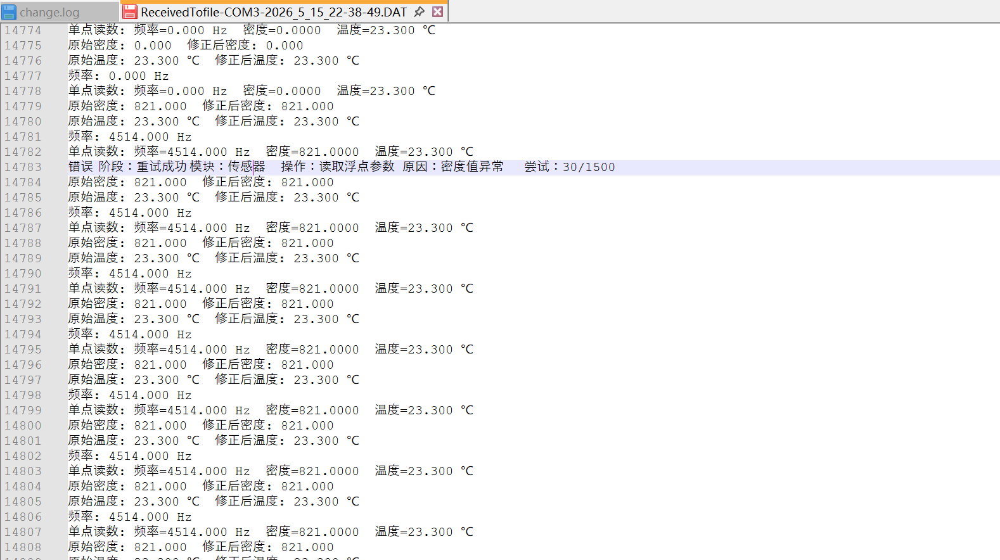 change.log
ReceivedTofile-COM3-2026_5_15_22-38-49.DAT
14774 单点读数: 频率=0.000 Hz 密度=0.0000 温度=23.300 ℃
14775 原始密度: 0.000 修正后密度: 0.000
14776 原始温度: 23.300 ℃ 修正后温度: 23.300 ℃
14777 频率: 0.000 Hz
14778 单点读数: 频率=0.000 Hz 密度=0.0000 温度=23.300 ℃
14779 原始密度: 821.000 修正后密度: 821.000
14780 原始温度: 23.300 ℃ 修正后温度: 23.300 ℃
14781 频率: 4514.000 Hz
14782 单点读数: 频率=4514.000 Hz 密度=821.0000 温度=23.300 ℃
14783 错误 阶段：重试成功 模块：传感器 操作：读取浮点参数 原因：密度值异常 尝试：30/1500
14784 原始密度: 821.000 修正后密度: 821.000
14785 原始温度: 23.300 ℃ 修正后温度: 23.300 ℃
14786 频率: 4514.000 Hz
14787 单点读数: 频率=4514.000 Hz 密度=821.0000 温度=23.300 ℃
14788 原始密度: 821.000 修正后密度: 821.000
14789 原始温度: 23.300 ℃ 修正后温度: 23.300 ℃
14790 频率: 4514.000 Hz
14791 单点读数: 频率=4514.000 Hz 密度=821.0000 温度=23.300 ℃
14792 原始密度: 821.000 修正后密度: 821.000
14793 原始温度: 23.300 ℃ 修正后温度: 23.300 ℃
14794 频率: 4514.000 Hz
14795 单点读数: 频率=4514.000 Hz 密度=821.0000 温度=23.300 ℃
14796 原始密度: 821.000 修正后密度: 821.000
14797 原始温度: 23.300 ℃ 修正后温度: 23.300 ℃
14798 频率: 4514.000 Hz
14799 单点读数: 频率=4514.000 Hz 密度=821.0000 温度=23.300 ℃
14800 原始密度: 821.000 修正后密度: 821.000
14801 原始温度: 23.300 ℃ 修正后温度: 23.300 ℃
14802 频率: 4514.000 Hz
14803 单点读数: 频率=4514.000 Hz 密度=821.0000 温度=23.300 ℃
14804 原始密度: 821.000 修正后密度: 821.000
14805 原始温度: 23.300 ℃ 修正后温度: 23.300 ℃
14806 频率: 4514.000 Hz
14807 单点读数: 频率=4514.000 Hz 密度=821.0000 温度=23.300 ℃
14808 原始密度: 821.000 修正后密度: 821.000